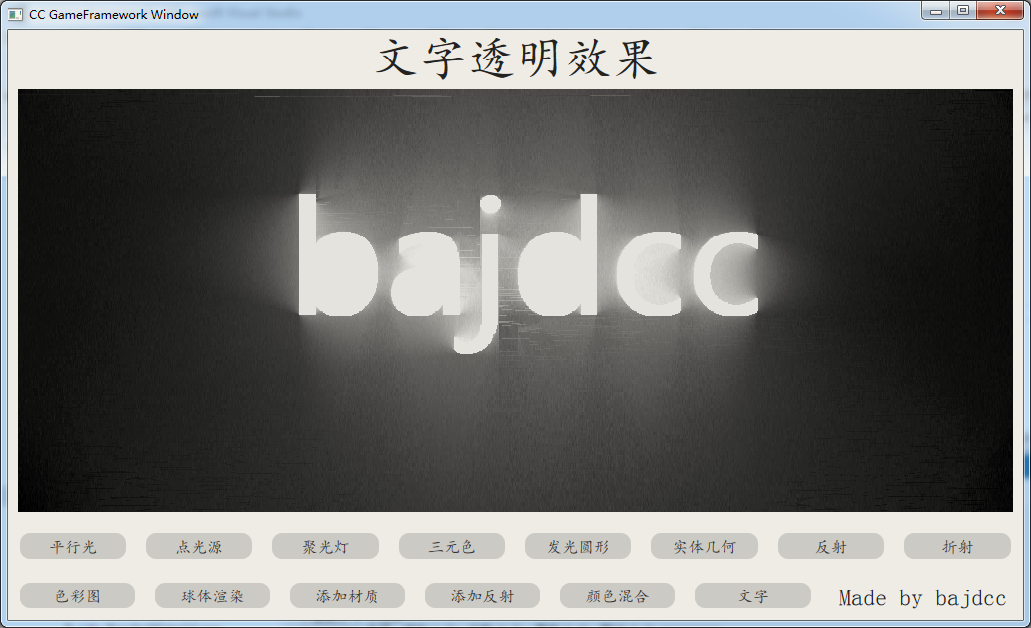 CC GameFramework Window
文字透明效果
bajdcc
平行光 点光源 聚光灯 三元色 发光圆形 实体几何 反射 折射
色彩图 球体渲染 添加材质 添加反射 颜色混合 文字 Made by bajdcc